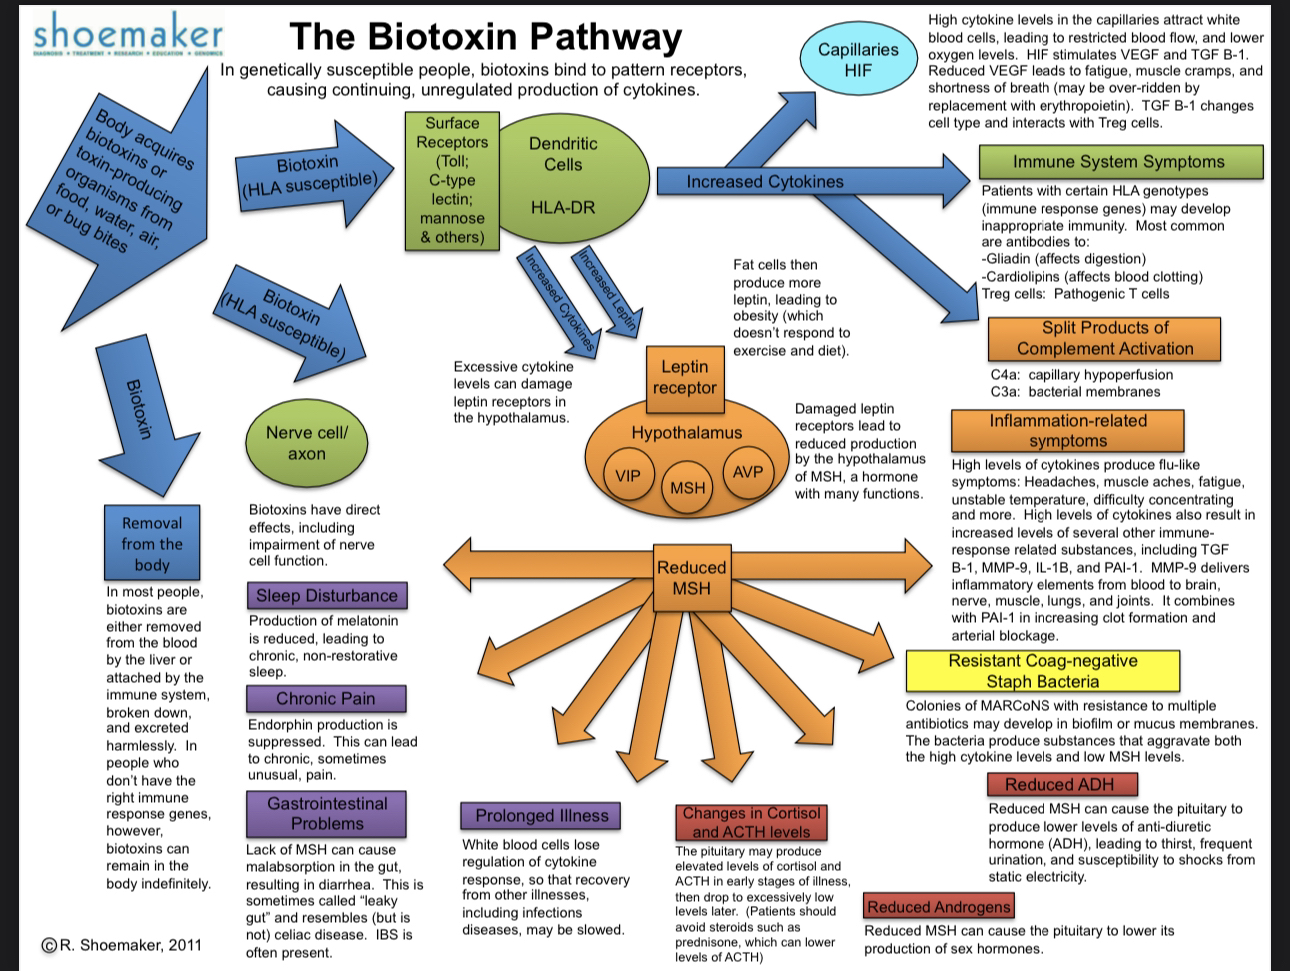 shoemaker
DIAGNOSIS • TREATMENT • RESEARCH • EDUCATION • GENOMICS
The Biotoxin Pathway
In genetically susceptible people, biotoxins bind to pattern receptors,
causing continuing, unregulated production of cytokines.
Capillaries
HIF
High cytokine levels in the capillaries attract white
blood cells, leading to restricted blood flow, and lower
oxygen levels.  HIF stimulates VEGF and TGF B-1.
Reduced VEGF leads to fatigue, muscle cramps, and
shortness of breath (may be over-ridden by
replacement with erythropoietin).  TGF B-1 changes
cell type and interacts with Treg cells.
Body acquires
biotoxins or
toxin-producing
organisms from
food, water, air,
or bug bites
Biotoxin
(HLA susceptible)
Surface
Receptors
(Toll;
C-type
lectin;
mannose
& others)
Dendritic
Cells
HLA-DR
Increased Cytokines
Immune System Symptoms
Patients with certain HLA genotypes
(immune response genes) may develop
inappropriate immunity.  Most common
are antibodies to:
-Gliadin (affects digestion)
-Cardiolipins (affects blood clotting)
Treg cells:  Pathogenic T cells
Biotoxin
(HLA susceptible)
Increased Cytokines
Increased Leptin
Fat cells then
produce more
leptin, leading to
obesity (which
doesn't respond to
exercise and diet).
Split Products of
Complement Activation
C4a:  capillary hypoperfusion
C3a:  bacterial membranes
Biotoxin
Excessive cytokine
levels can damage
leptin receptors in
the hypothalamus.
Leptin
receptor
Hypothalamus
VIP
MSH
AVP
Damaged leptin
receptors lead to
reduced production
by the hypothalamus
of MSH, a hormone
with many functions.
Inflammation-related
symptoms
High levels of cytokines produce flu-like
symptoms: Headaches, muscle aches, fatigue,
unstable temperature, difficulty concentrating
and more.  High levels of cytokines also result in
increased levels of several other immune-
response related substances, including TGF
B-1, MMP-9, IL-1B, and PAI-1.  MMP-9 delivers
inflammatory elements from blood to brain,
nerve, muscle, lungs, and joints.  It combines
with PAI-1 in increasing clot formation and
arterial blockage.
Nerve cell/
axon
Biotoxins have direct
effects, including
impairment of nerve
cell function.
Removal
from the
body
In most people,
biotoxins are
either removed
from the blood
by the liver or
attached by the
immune system,
broken down,
and excreted
harmlessly.  In
people who
don't have the
right immune
response genes,
however,
biotoxins can
remain in the
body indefinitely.
Sleep Disturbance
Production of melatonin
is reduced, leading to
chronic, non-restorative
sleep.
Chronic Pain
Endorphin production is
suppressed.  This can lead
to chronic, sometimes
unusual, pain.
Gastrointestinal
Problems
Lack of MSH can cause
malabsorption in the gut,
resulting in diarrhea.  This is
sometimes called "leaky
gut" and resembles (but is
not) celiac disease.  IBS is
often present.
Reduced
MSH
Resistant Coag-negative
Staph Bacteria
Colonies of MARCoNS with resistance to multiple
antibiotics may develop in biofilm or mucus membranes.
The bacteria produce substances that aggravate both
the high cytokine levels and low MSH levels.
Prolonged Illness
White blood cells lose
regulation of cytokine
response, so that recovery
from other illnesses,
including infections
diseases, may be slowed.
Changes in Cortisol
and ACTH levels
The pituitary may produce
elevated levels of cortisol and
ACTH in early stages of illness,
then drop to excessively low
levels later.  (Patients should
avoid steroids such as
prednisone, which can lower
levels of ACTH)
Reduced ADH
Reduced MSH can cause the pituitary to
produce lower levels of anti-diuretic
hormone (ADH), leading to thirst, frequent
urination, and susceptibility to shocks from
static electricity.
Reduced Androgens
Reduced MSH can cause the pituitary to lower its
production of sex hormones.
©R. Shoemaker, 2011